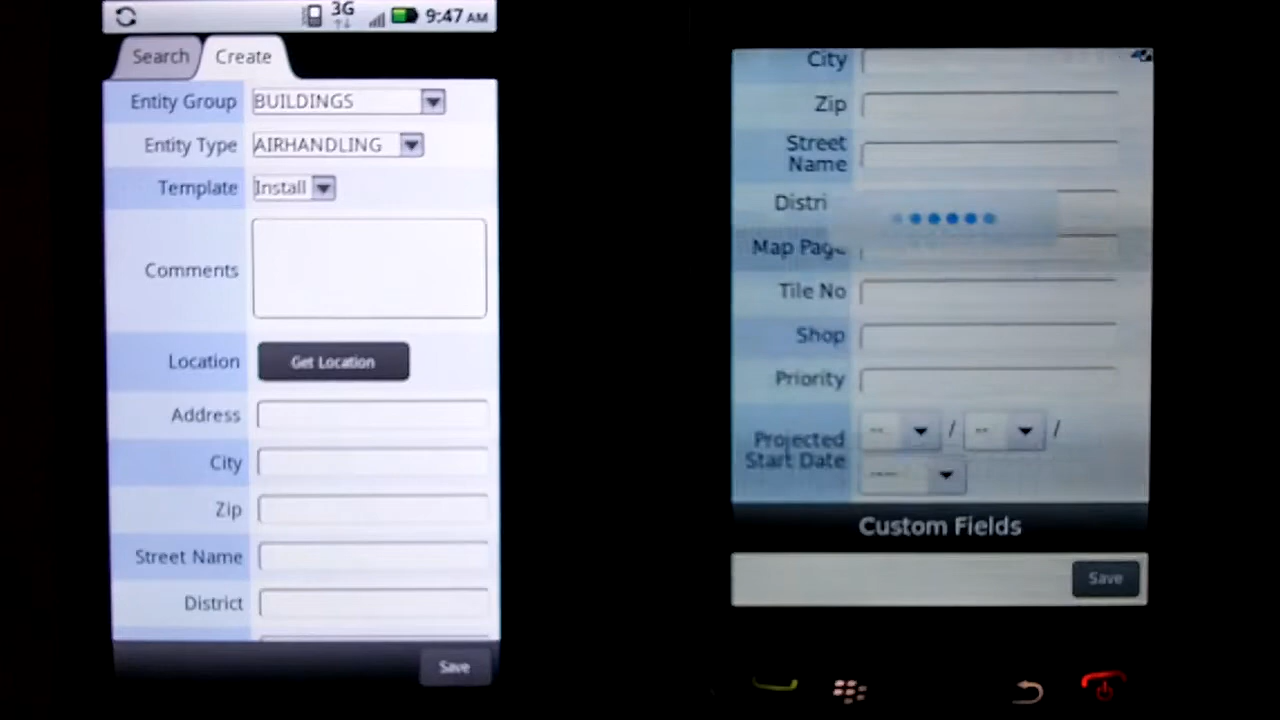 3G
9:47 AM
Search
Create
Entity Group
BUILDINGS
Entity Type
AIRHANDLING
Template
Install
Comments
Location
Get Location
Address
City
Zip
Street Name
District
Save
City
Zip
Street
Name
Distri
Map Page
Tile No
Shop
Priority
Projected
Start Date
-- / -- /
----
Custom Fields
Save